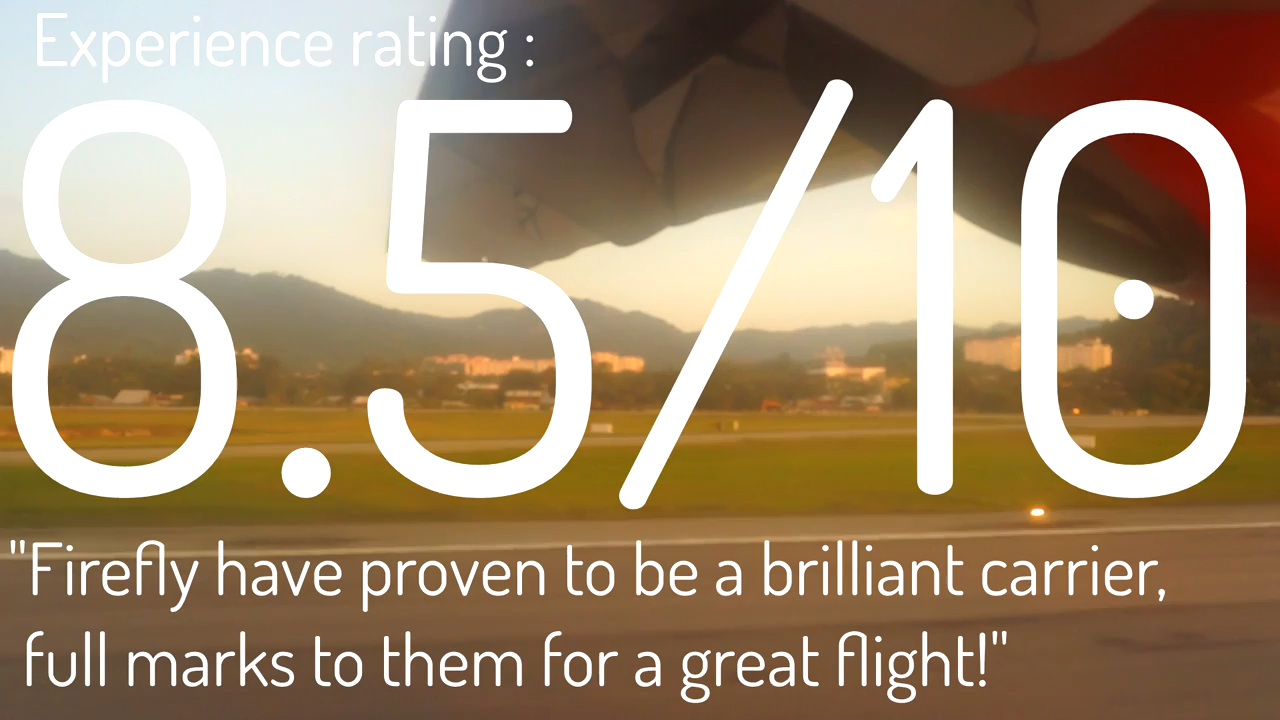 Experience rating :
8.5/10
"Firefly have proven to be a brilliant carrier,
full marks to them for a great flight!"